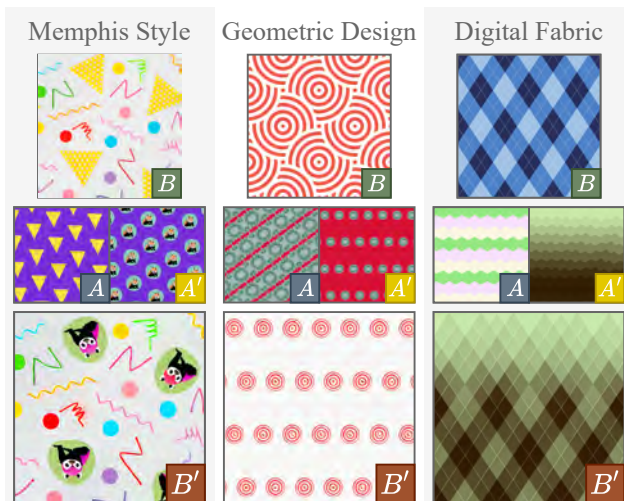 Memphis Style
Geometric Design
Digital Fabric
B
B
B
A
A'
A
A'
A
A'
B'
B'
B'